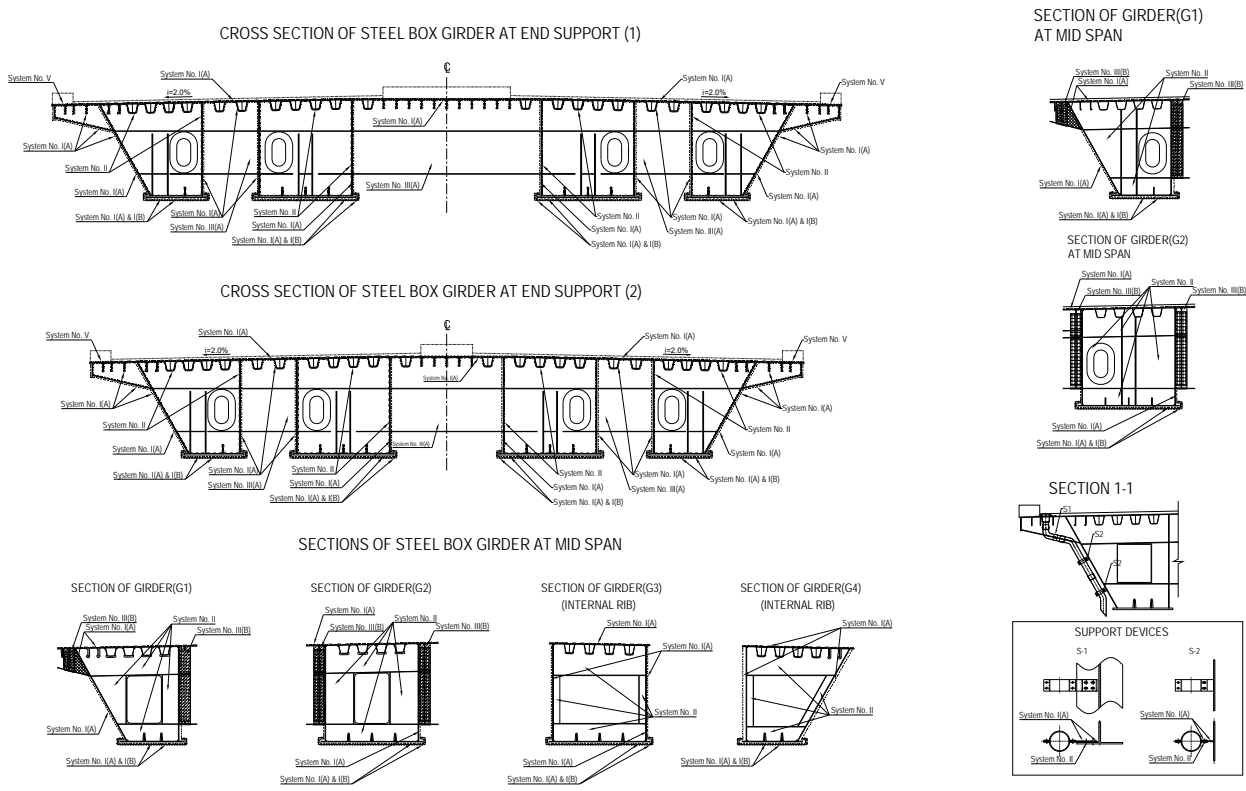 CROSS SECTION OF STEEL BOX GIRDER AT END SUPPORT (1)
℄
System No. V
System No. I(A)
i=2.0%
System No. I(A)
System No. I(A)
i=2.0%
System No. V
System No. I(A)
System No. II
System No. I(A)
System No. III(A)
System No. I(A)
System No. II
System No. I(A)
System No. I(A) & I(B)
System No. I(A)
System No. III(A)
System No. II
System No. I(A)
System No. I(A) & I(B)
System No. II
System No. I(A)
System No. I(A) & I(B)
System No. I(A)
System No. III(A)
System No. I(A) & I(B)
CROSS SECTION OF STEEL BOX GIRDER AT END SUPPORT (2)
℄
System No. V
System No. I(A)
i=2.0%
System No. I(A)
System No. I(A)
i=2.0%
System No. V
System No. I(A)
System No. II
System No. I(A)
System No. III(A)
System No. I(A)
System No. II
System No. I(A)
System No. I(A) & I(B)
System No. I(A)
System No. III(A)
System No. II
System No. I(A)
System No. I(A) & I(B)
System No. II
System No. I(A)
System No. I(A) & I(B)
System No. I(A)
System No. III(A)
System No. I(A) & I(B)
SECTIONS OF STEEL BOX GIRDER AT MID SPAN
SECTION OF GIRDER(G1)
System No. III(B)
System No. I(A)
System No. II
System No. III(B)
System No. I(A)
System No. I(A) & I(B)
SECTION OF GIRDER(G2)
System No. I(A)
System No. III(B)
System No. II
System No. III(B)
System No. I(A)
System No. I(A) & I(B)
SECTION OF GIRDER(G3)
(INTERNAL RIB)
System No. I(A)
System No. I(A)
System No. II
System No. I(A)
System No. I(A) & I(B)
SECTION OF GIRDER(G4)
(INTERNAL RIB)
System No. I(A)
System No. II
System No. I(A) & I(B)
SECTION OF GIRDER(G1)
AT MID SPAN
System No. III(B)
System No. I(A)
System No. II
System No. III(B)
System No. I(A)
System No. I(A) & I(B)
SECTION OF GIRDER(G2)
AT MID SPAN
System No. I(A)
System No. III(B)
System No. II
System No. III(B)
System No. I(A)
System No. I(A) & I(B)
SECTION 1-1
S1
S2
S2
SUPPORT DEVICES
S-1
S-2
System No. I(A)
System No. II
System No. I(A)
System No. II